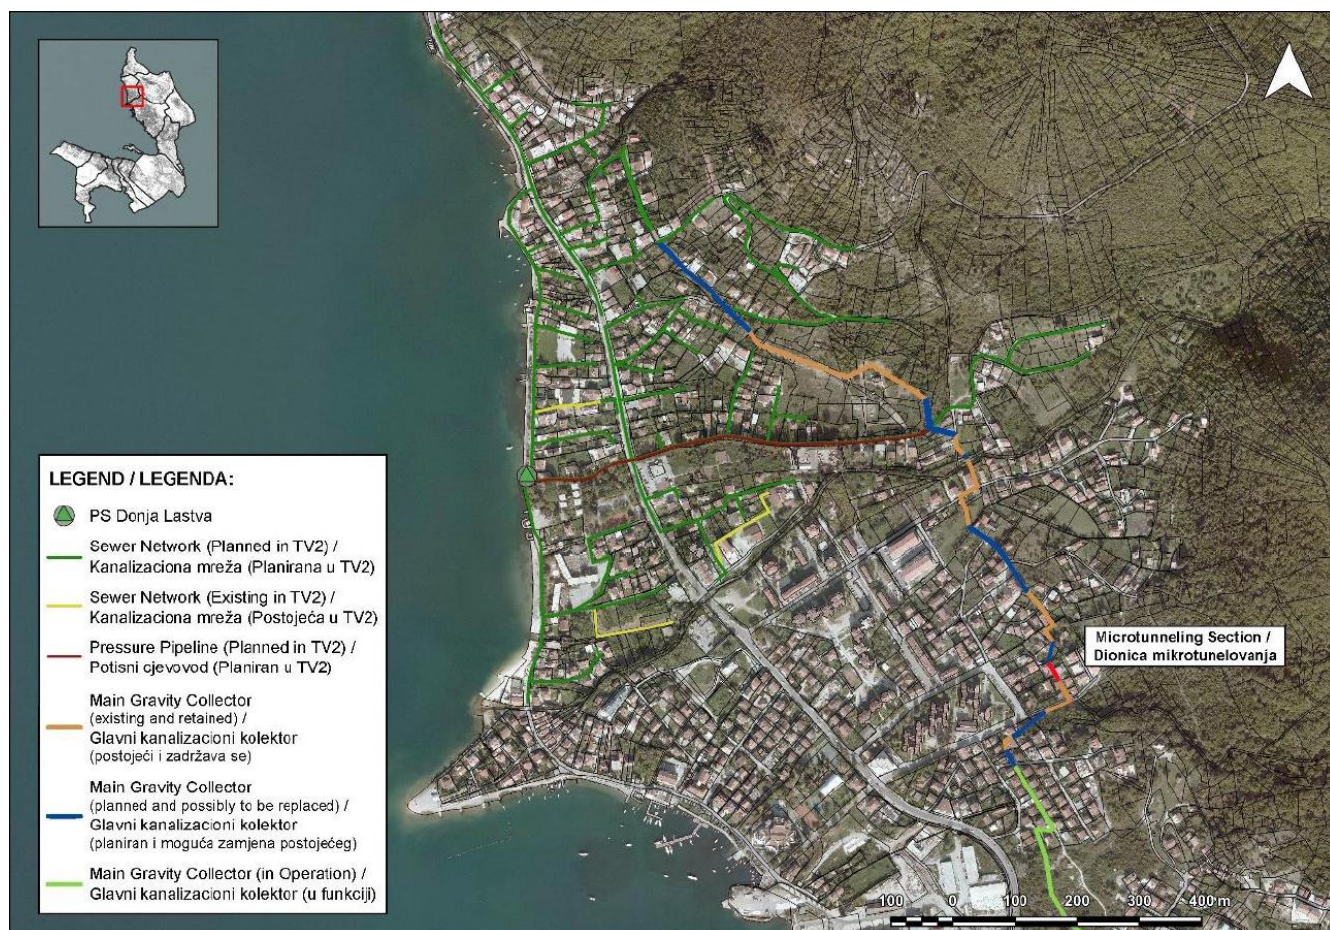 LEGEND / LEGENDA:
PS Donja Lastva
Sewer Network (Planned in TV2) /
Kanalizaciona mreža (Planirana u TV2)
Sewer Network (Existing in TV2) /
Kanalizaciona mreža (Postojeća u TV2)
Pressure Pipeline (Planned in TV2) /
Potisni cjevovod (Planiran u TV2)
Main Gravity Collector
(existing and retained) /
Glavni kanalizacioni kolektor
(postojeći i zadržava se)
Main Gravity Collector
(planned and possibly to be replaced) /
Glavni kanalizacioni kolektor
(planiran i moguća zamjena postojećeg)
Main Gravity Collector (in Operation) /
Glavni kanalizacioni kolektor (u funkciji)
Microtunneling Section /
Dionica mikrotunelovanja
100 0 100 200 300 400 m